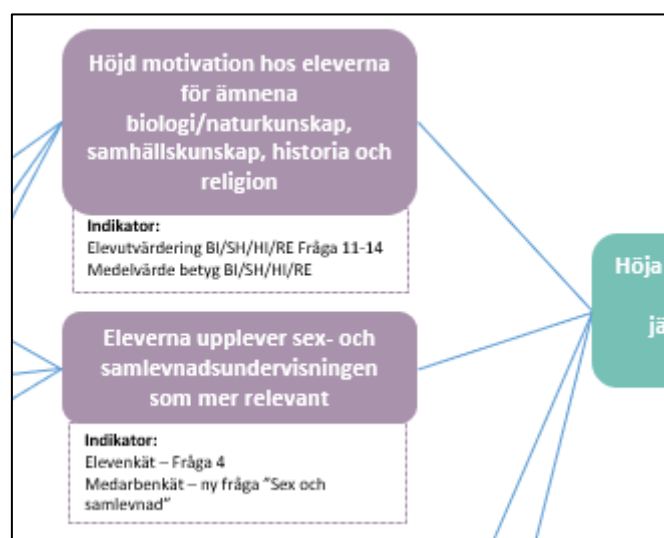 Höjd motivation hos eleverna
för ämnena
biologi/naturkunskap,
samhällskunskap, historia och
religion
Indikator:
Elevutvärdering BI/SH/HI/RE Fråga 11-14
Medelvärde betyg BI/SH/HI/RE
Höja
jä
Eleverna upplever sex- och
samlevnadsundervisningen
som mer relevant
Indikator:
Elevenkät – Fråga 4
Medarbenkät – ny fråga ”Sex och
samlevnad”